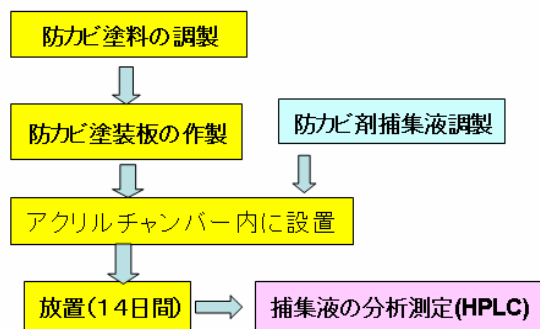 防カビ塗料の調製
防カビ塗装板の作製
防カビ剤捕集液調製
アクリルチャンバー内に設置
放置(14日間)
捕集液の分析測定(HPLC)